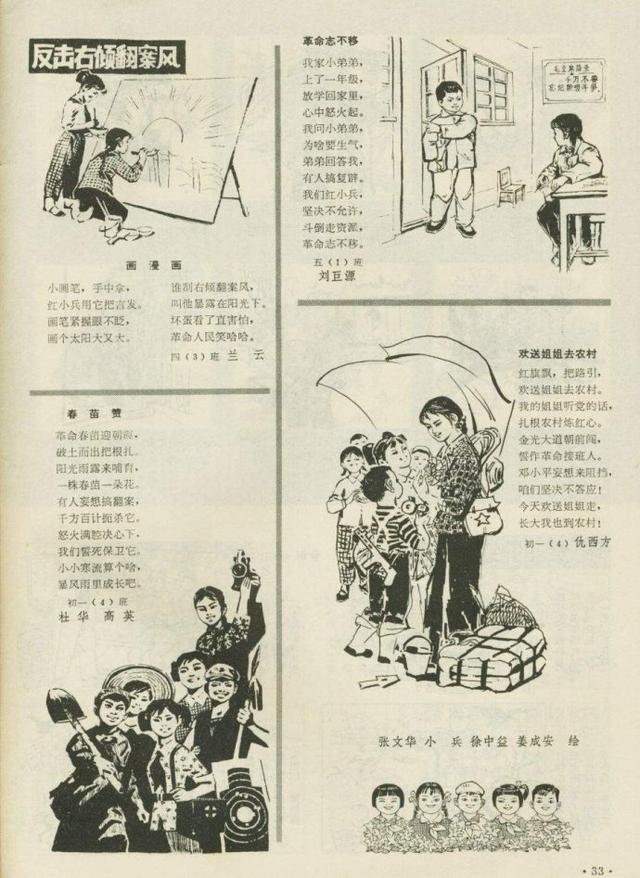 反击右倾翻案风
画漫画
小画笔，手中拿，
红小兵用它把言发。
画笔紧握眼不眨，
画个太阳大又大。
谁刮右倾翻案风，
叫他暴露在阳光下。
坏蛋看了直害怕，
革命人民笑哈哈。
四（3）班 兰云
春苗赞
革命春苗迎朝霞，
破土而出把根扎。
阳光雨露来哺育，
一株春苗一朵花。
有人妄想搞翻案，
千方百计扼杀它。
怒火满腔决心下，
我们誓死保卫它。
小小寒流算个啥，
暴风雨里成长吧。
初一（4）班
杜华 高英
革命志不移
我家小弟弟，
上了一年级，
放学回家里，
心中怒火起。
我问小弟弟，
为啥要生气，
弟弟回答我，
有人搞复辟。
我们红小兵，
坚决不允许，
斗倒走资派，
革命志不移。
五（1）班
刘巨源
毛主席语录
千万不要
忘记阶级斗争。
欢送姐姐去农村
红旗飘，把路引，
欢送姐姐去农村。
我的姐姐听党的话，
扎根农村炼红心。
金光大道朝前闯，
誓作革命接班人。
邓小平妄想来阻挡，
咱们坚决不答应！
今天欢送姐姐走，
长大我也到农村！
初一（4）仇西方
张文华 小 兵 徐中益 姜成安 绘
·33·